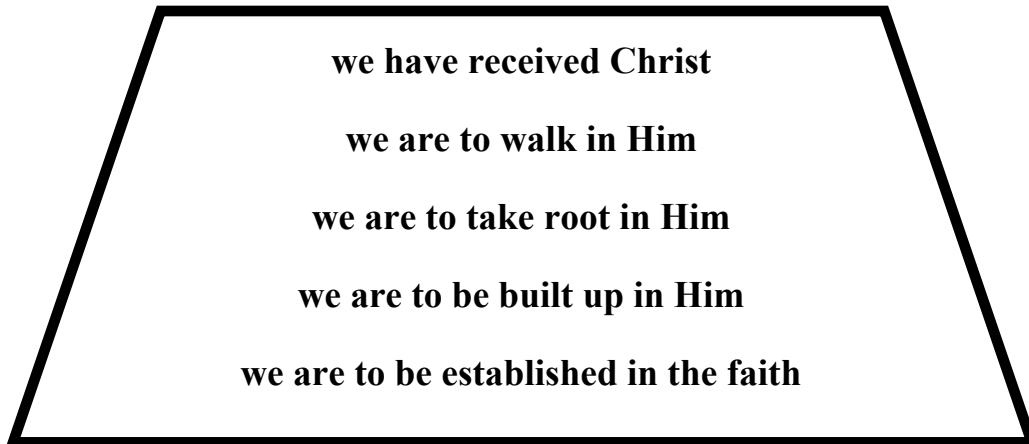 we have received Christ
we are to walk in Him
we are to take root in Him
we are to be built up in Him
we are to be established in the faith